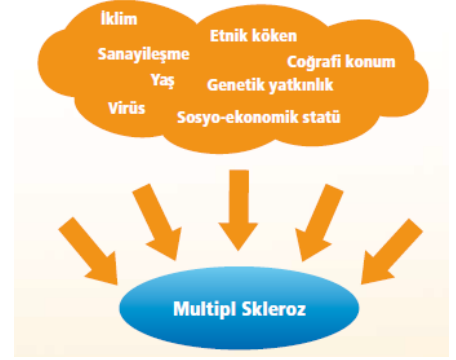 İklim
Etnik köken
Sanayileşme
Coğrafi konum
Yaş
Genetik yatkınlık
Virüs
Sosyo-ekonomik statü
Multipl Skleroz